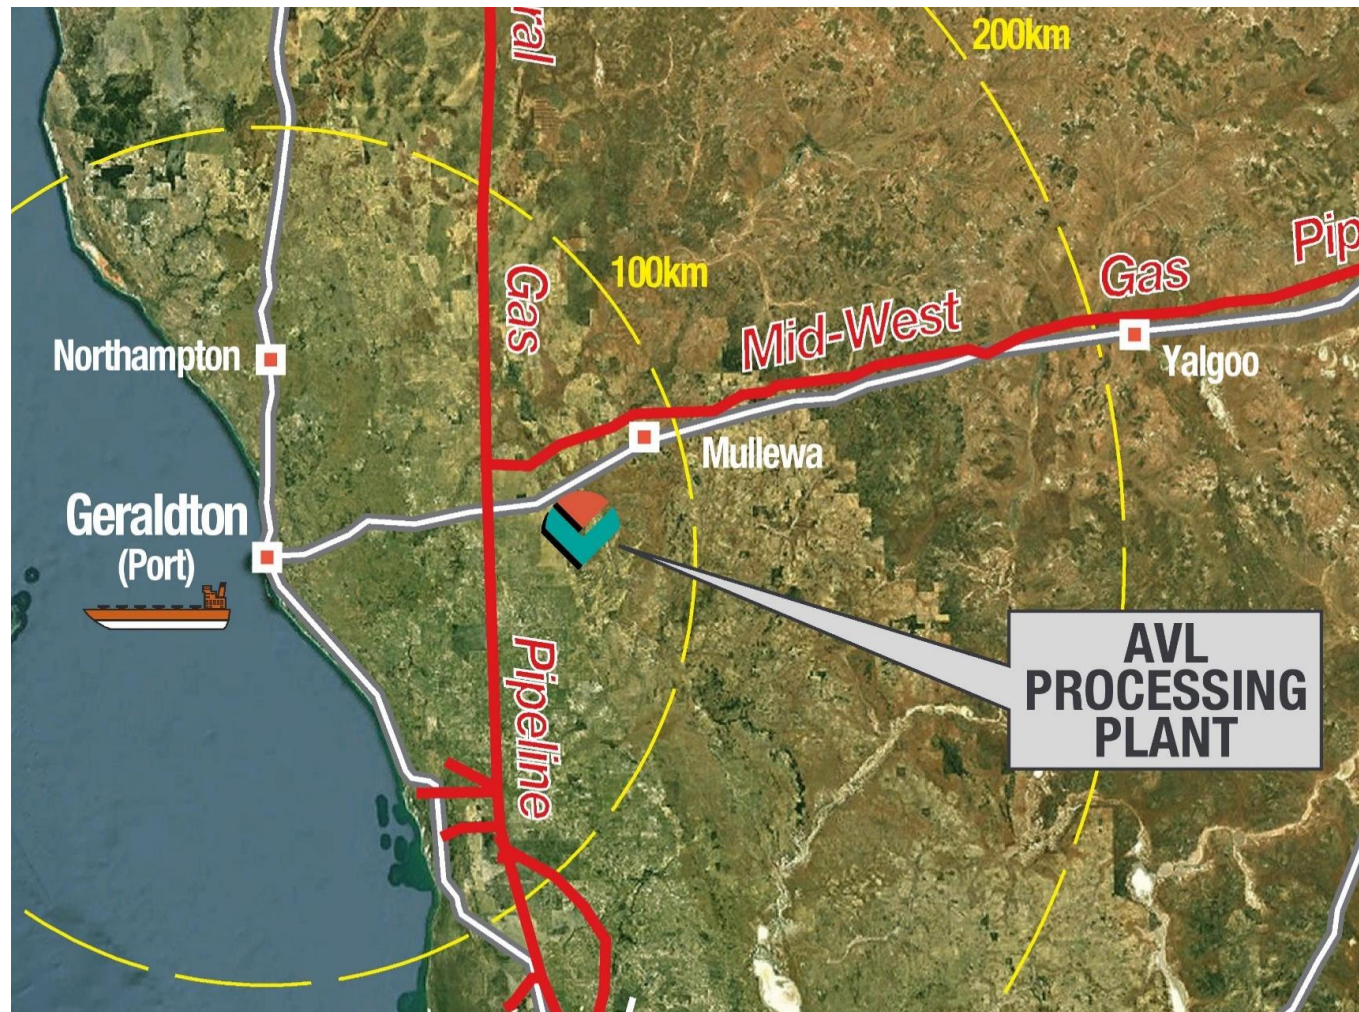 ral
200km
Gas
100km
Mid-West
Gas
Pip
Northampton
Yalgoo
Mullewa
Geraldton
(Port)
Pipeline
AVL
PROCESSING
PLANT